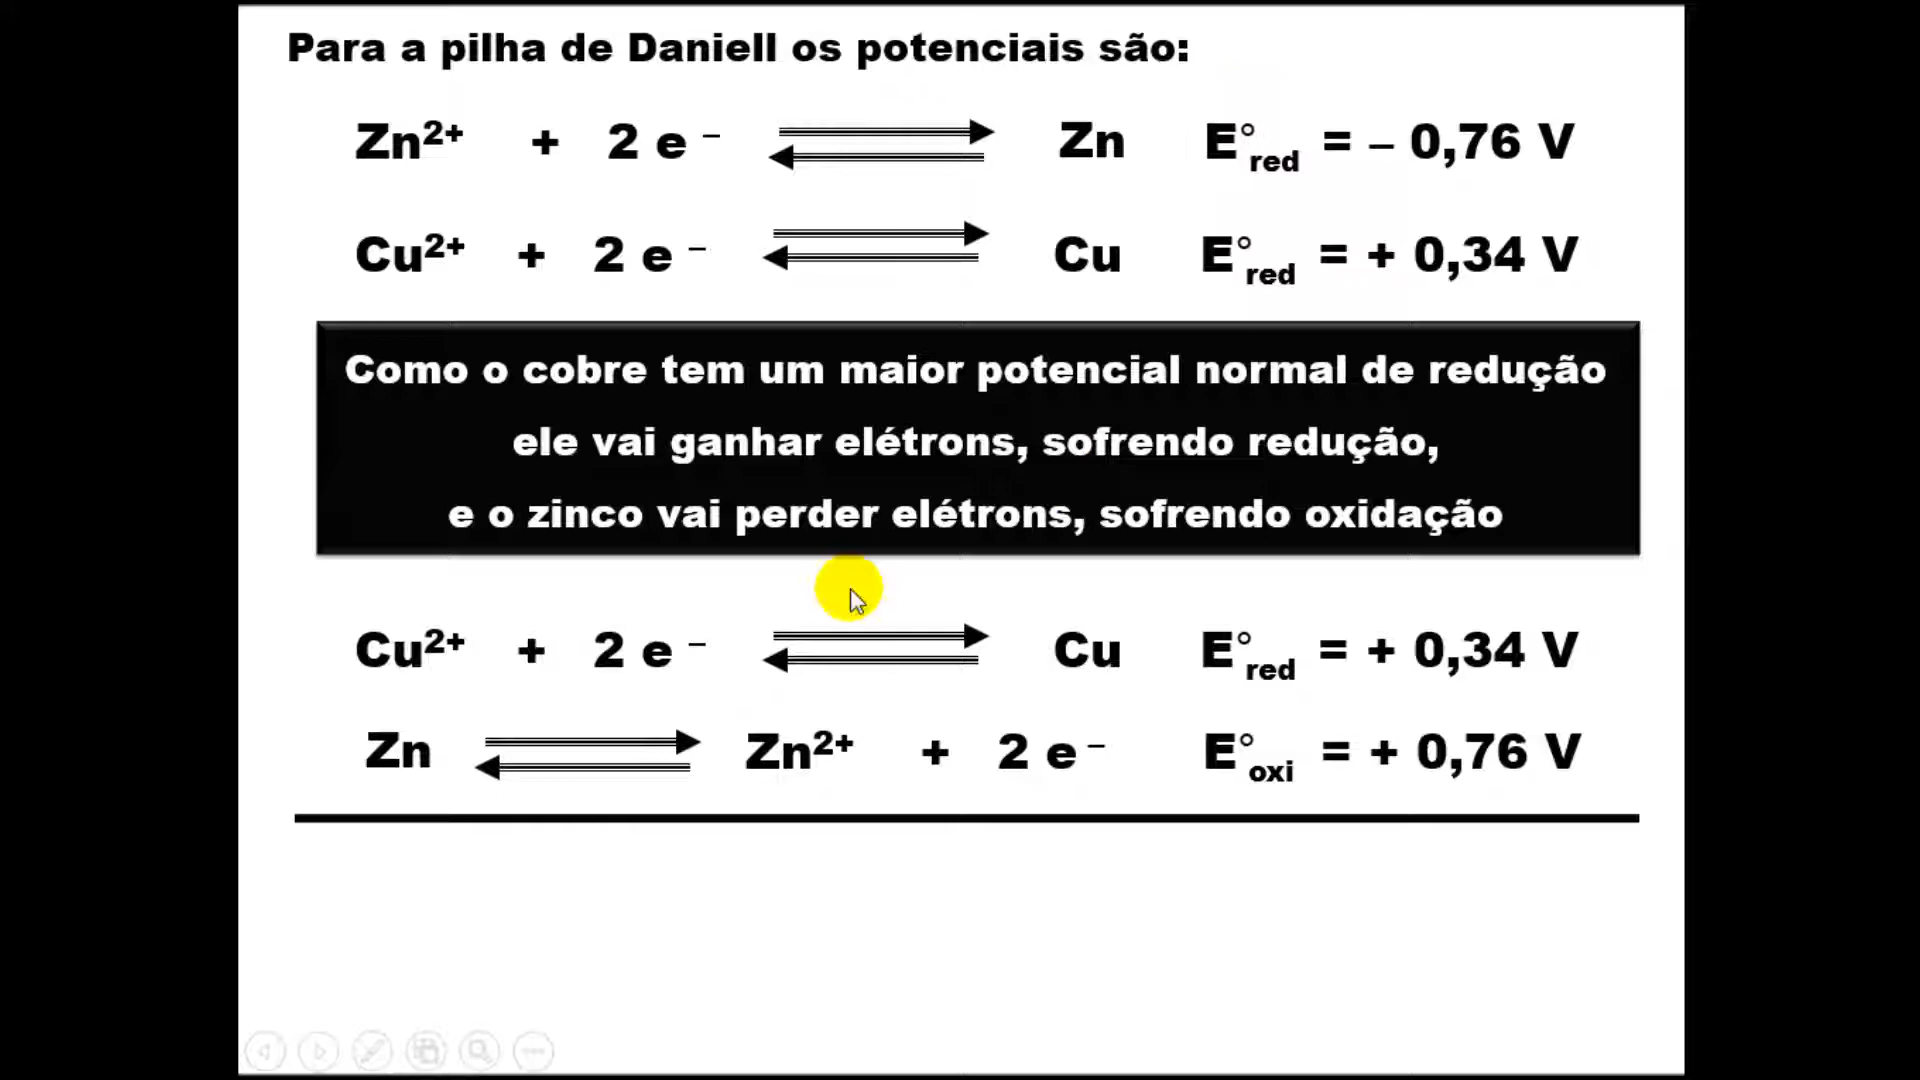 Para a pilha de Daniell os potenciais são:
Zn²⁺ + 2 e⁻ ⇄ Zn E°red = – 0,76 V
Cu²⁺ + 2 e⁻ ⇄ Cu E°red = + 0,34 V
Como o cobre tem um maior potencial normal de redução
ele vai ganhar elétrons, sofrendo redução,
e o zinco vai perder elétrons, sofrendo oxidação
Cu²⁺ + 2 e⁻ ⇄ Cu E°red = + 0,34 V
Zn ⇄ Zn²⁺ + 2 e⁻ E°oxi = + 0,76 V